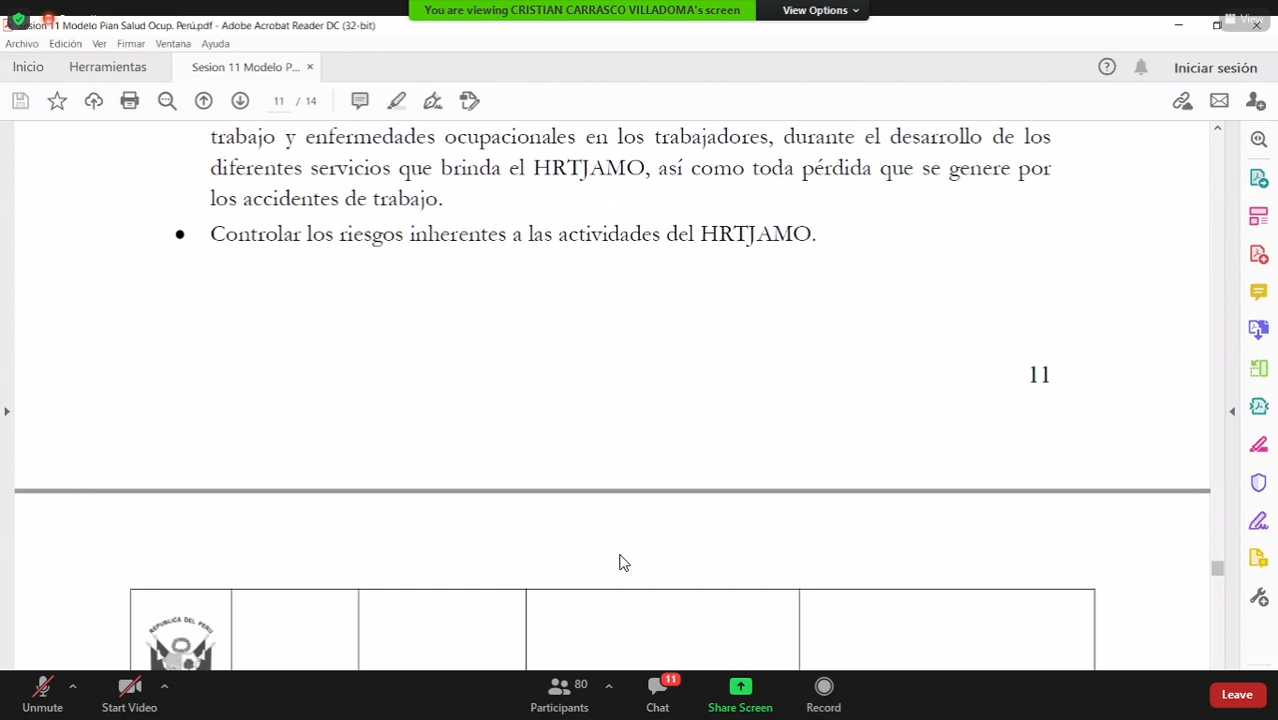 You are viewing CRISTIAN CARRASCO VILLADOMA's screen
View Options
View
Sesion 11 Modelo Plan Salud Ocup. Perú.pdf - Adobe Acrobat Reader DC (32-bit)
Archivo Edición Ver Firmar Ventana Ayuda
Inicio Herramientas Sesion 11 Modelo P... × Iniciar sesión
11 / 14
trabajo y enfermedades ocupacionales en los trabajadores, durante el desarrollo de los
diferentes servicios que brinda el HRTJAMO, así como toda pérdida que se genere por
los accidentes de trabajo.
● Controlar los riesgos inherentes a las actividades del HRTJAMO.
11
REPUBLICA DEL PERU
80 11
Unmute Start Video Participants Chat Share Screen Record Leave